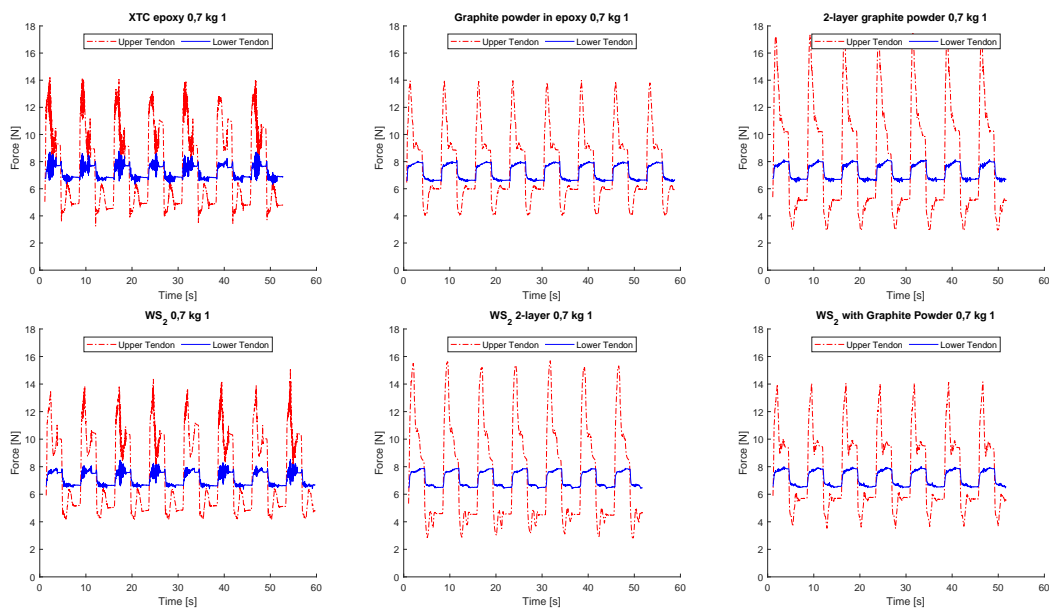 XTC epoxy 0,7 kg 1
Upper Tendon Lower Tendon
18
16
14
12
10
8
6
4
2
0
Force [N]
0 10 20 30 40 50 60
Time [s]
Graphite powder in epoxy 0,7 kg 1
Upper Tendon Lower Tendon
18
16
14
12
10
8
6
4
2
0
Force [N]
0 10 20 30 40 50 60
Time [s]
2-layer graphite powder 0,7 kg 1
Upper Tendon Lower Tendon
18
16
14
12
10
8
6
4
2
0
Force [N]
0 10 20 30 40 50 60
Time [s]
WS₂ 0,7 kg 1
Upper Tendon Lower Tendon
18
16
14
12
10
8
6
4
2
0
Force [N]
0 10 20 30 40 50 60
Time [s]
WS₂ 2-layer 0,7 kg 1
Upper Tendon Lower Tendon
18
16
14
12
10
8
6
4
2
0
Force [N]
0 10 20 30 40 50 60
Time [s]
WS₂ with Graphite Powder 0,7 kg 1
Upper Tendon Lower Tendon
18
16
14
12
10
8
6
4
2
0
Force [N]
0 10 20 30 40 50 60
Time [s]